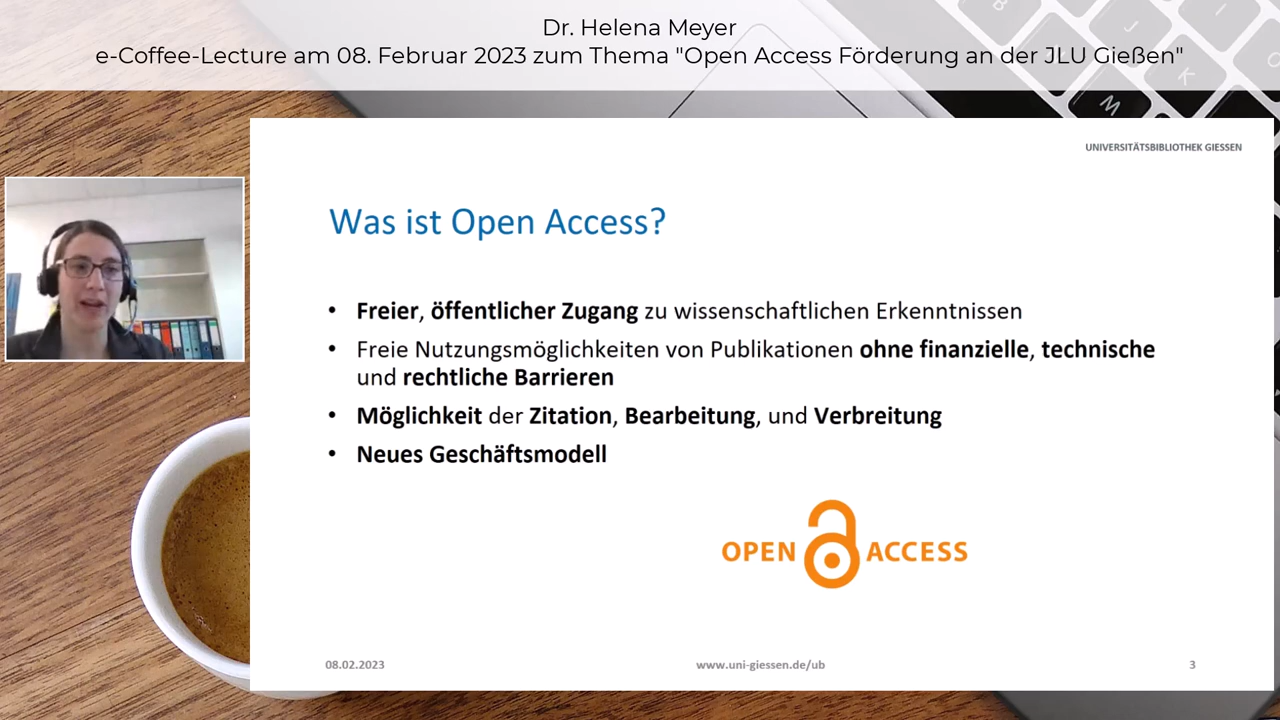 Dr. Helena Meyer
e-Coffee-Lecture am 08. Februar 2023 zum Thema "Open Access Förderung an der JLU Gießen"
UNIVERSITÄTSBIBLIOTHEK GIESSEN
Was ist Open Access?
• Freier, öffentlicher Zugang zu wissenschaftlichen Erkenntnissen
• Freie Nutzungsmöglichkeiten von Publikationen ohne finanzielle, technische
und rechtliche Barrieren
• Möglichkeit der Zitation, Bearbeitung, und Verbreitung
• Neues Geschäftsmodell
OPEN ACCESS
08.02.2023 www.uni-giessen.de/ub 3